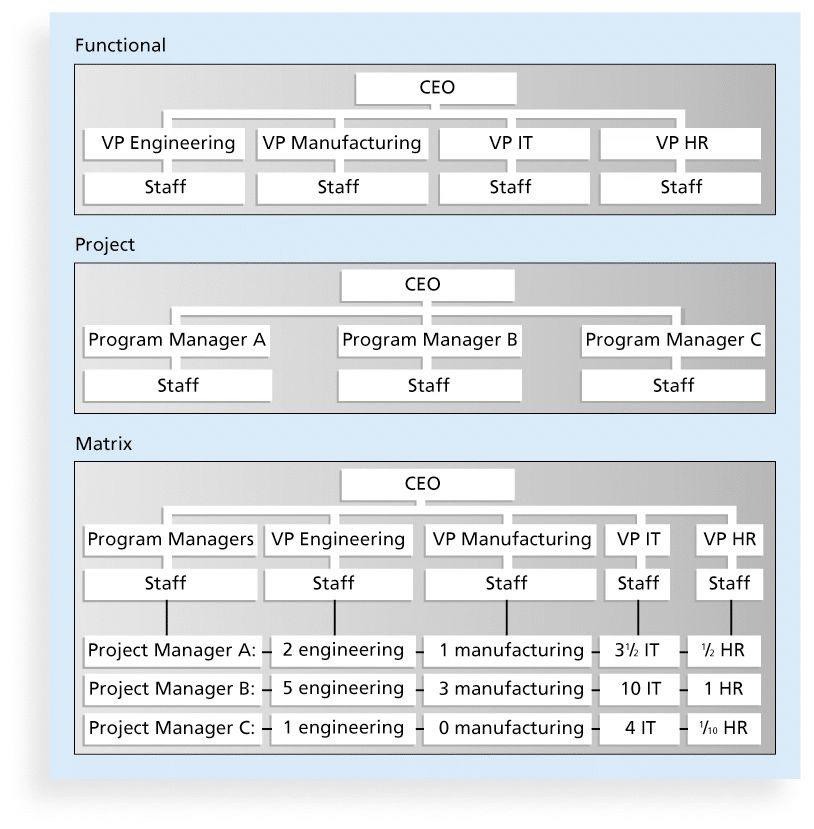 Functional
CEO
VP Engineering VP Manufacturing VP IT VP HR
Staff Staff Staff Staff
Project
CEO
Program Manager A Program Manager B Program Manager C
Staff Staff Staff
Matrix
CEO
Program Managers VP Engineering VP Manufacturing VP IT VP HR
Staff Staff Staff Staff Staff
Project Manager A: 2 engineering 1 manufacturing 3½ IT ½ HR
Project Manager B: 5 engineering 3 manufacturing 10 IT 1 HR
Project Manager C: 1 engineering 0 manufacturing 4 IT ⅒ HR